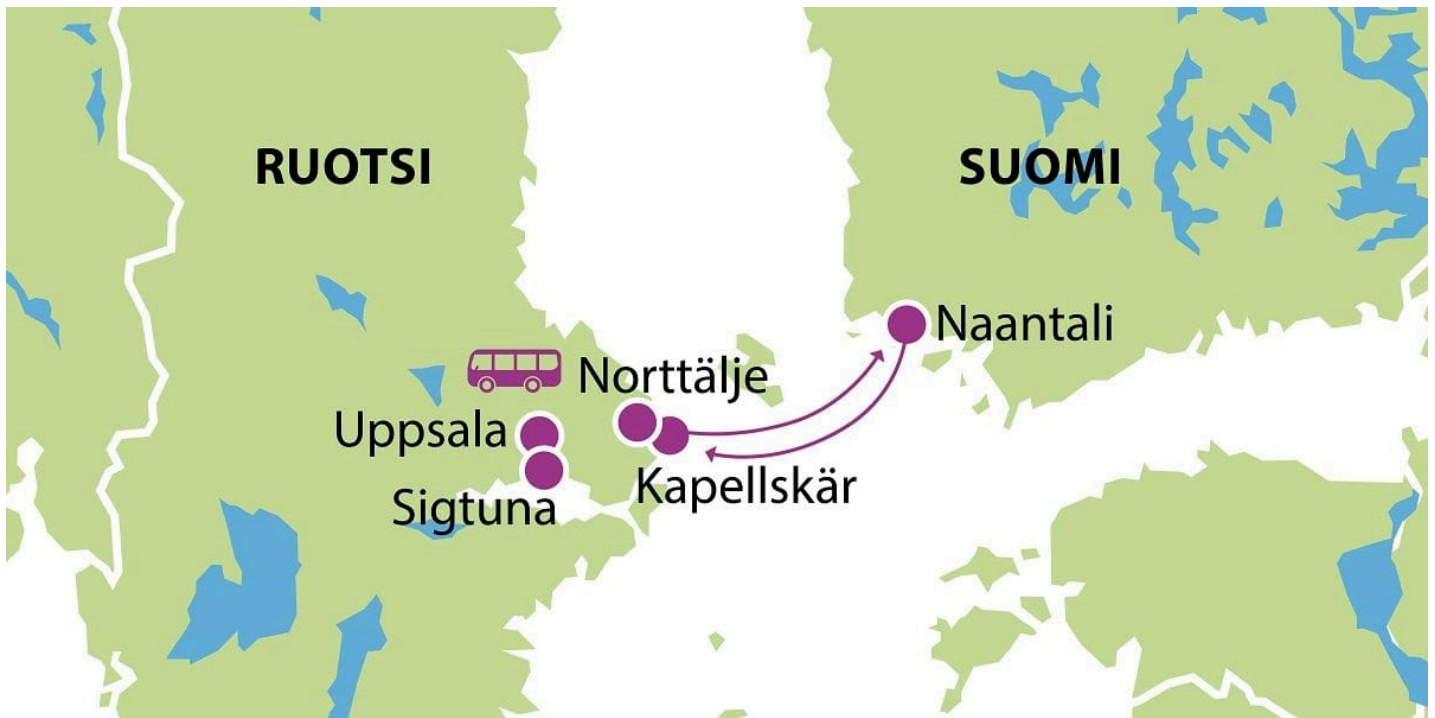 RUOTSI
SUOMI
Naantali
Norttälje
Uppsala
Kapellskär
Sigtuna